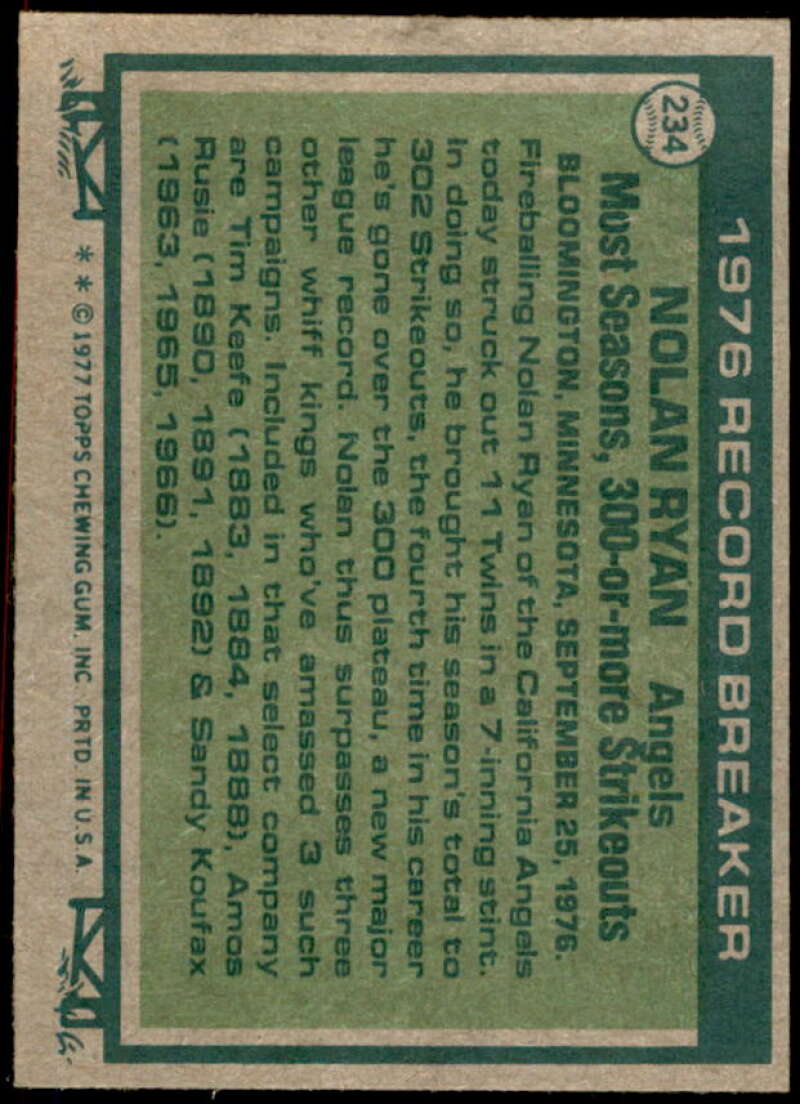 234
1976 RECORD BREAKER
NOLAN RYAN Angels
Most Seasons, 300-or-more Strikeouts
BLOOMINGTON, MINNESOTA, SEPTEMBER 25, 1976.
Fireballing Nolan Ryan of the California Angels
today struck out 11 Twins in a 7-inning stint.
In doing so, he brought his season's total to
302 Strikeouts, the fourth time in his career
he's gone over the 300 plateau, a new major
league record. Nolan thus surpasses three
other whiff kings who've amassed 3 such
campaigns. Included in that select company
are Tim Keefe (1883, 1884, 1888), Amos
Rusie (1890, 1891, 1892) & Sandy Koufax
(1963, 1965, 1966).
* * © 1977 TOPPS CHEWING GUM, INC. PRTD. IN U.S.A.